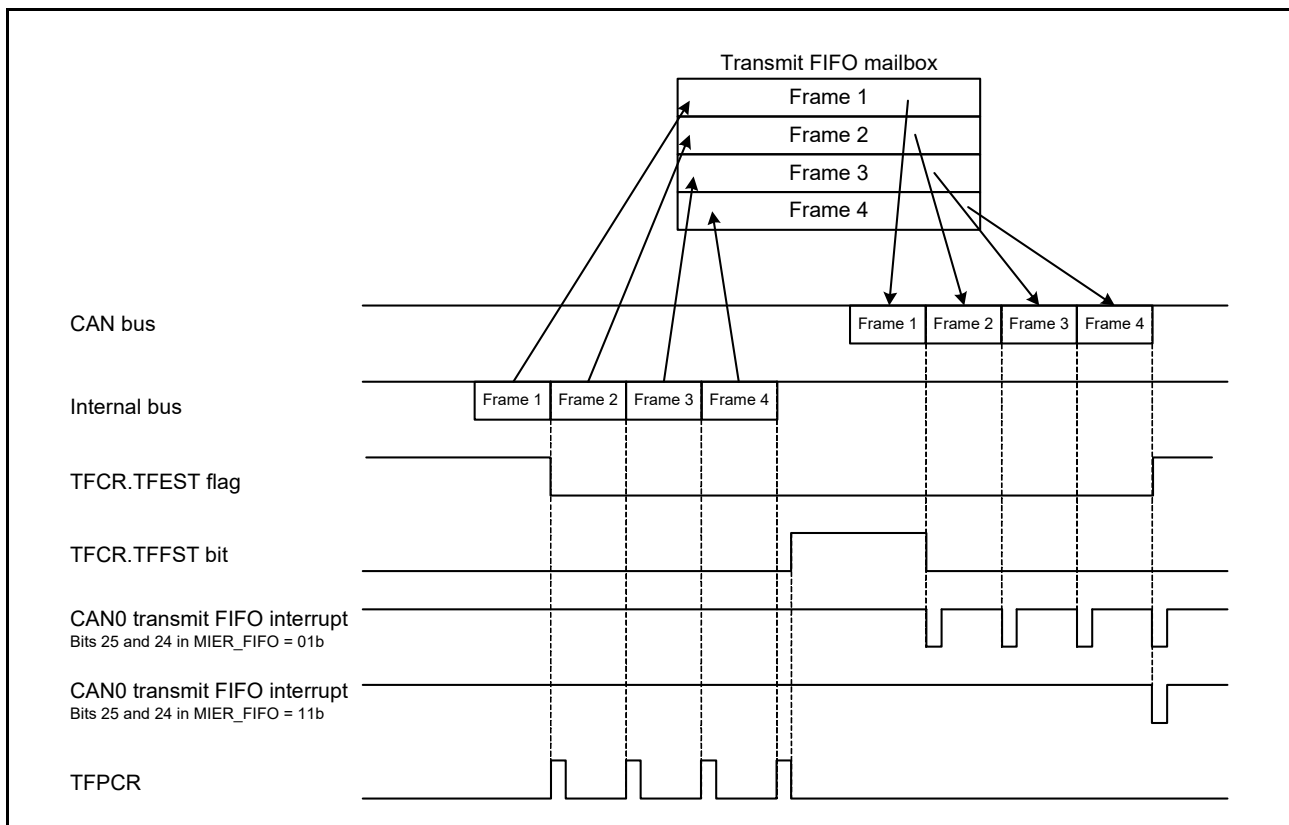 Transmit FIFO mailbox
Frame 1
Frame 2
Frame 3
Frame 4
CAN bus
Frame 1 Frame 2 Frame 3 Frame 4
Internal bus
Frame 1 Frame 2 Frame 3 Frame 4
TFCR.TFEST flag
TFCR.TFFST bit
CAN0 transmit FIFO interrupt
Bits 25 and 24 in MIER_FIFO = 01b
CAN0 transmit FIFO interrupt
Bits 25 and 24 in MIER_FIFO = 11b
TFPCR